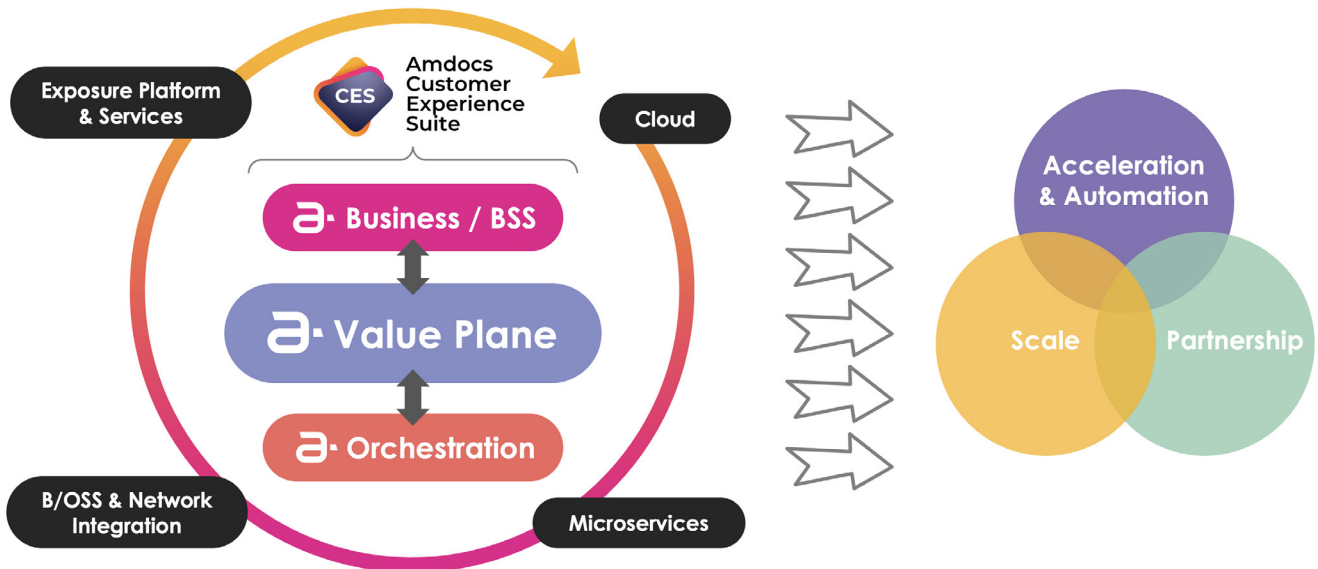 Exposure Platform
& Services
CES
Amdocs
Customer
Experience
Suite
Cloud
a Business / BSS
a Value Plane
a Orchestration
B/OSS & Network
Integration
Microservices
Acceleration
& Automation
Scale
Partnership